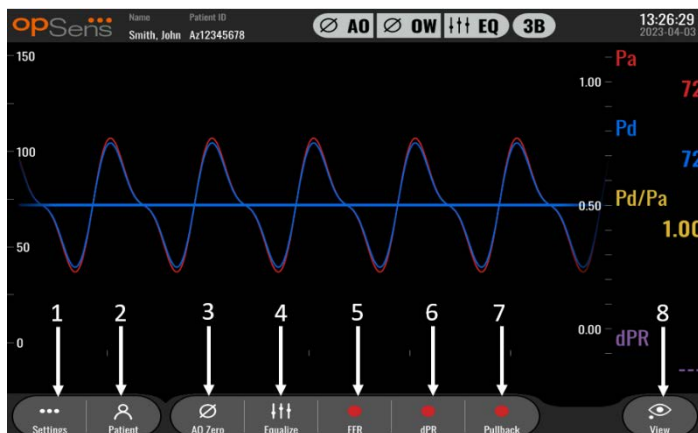 opSens
Name Patient ID
Smith, John Az12345678
Ø AO Ø OW EQ 3B
13:26:29
2023-04-03
150
100
50
0
1.00
0.50
0.00
Pa
72
Pd
72
Pd/Pa
1.00
dPR
---
1 2 3 4 5 6 7 8
Settings Patient AO Zero Equalize FFR dPR Pullback View